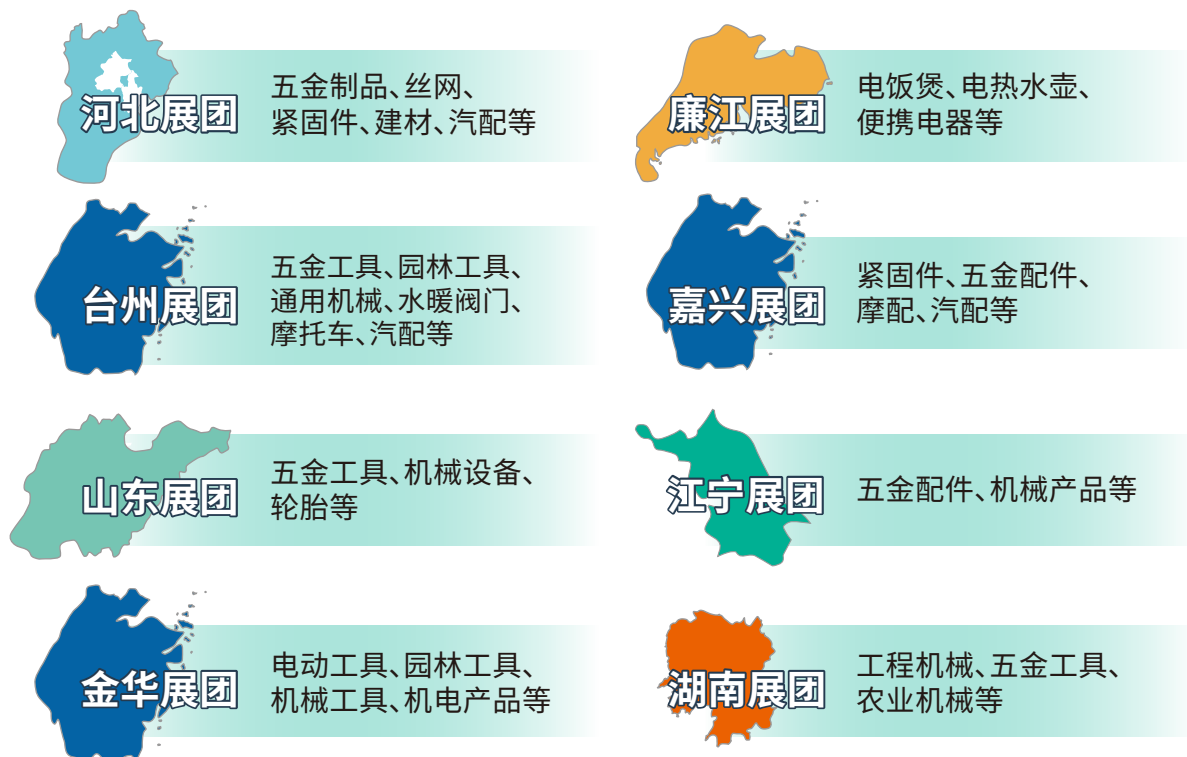 河北展团
五金制品、丝网、
紧固件、建材、汽配等
廉江展团
电饭煲、电热水壶、
便携电器等
台州展团
五金工具、园林工具、
通用机械、水暖阀门、
摩托车、汽配等
嘉兴展团
紧固件、五金配件、
摩配、汽配等
山东展团
五金工具、机械设备、
轮胎等
江宁展团
五金配件、机械产品等
金华展团
电动工具、园林工具、
机械工具、机电产品等
湖南展团
工程机械、五金工具、
农业机械等